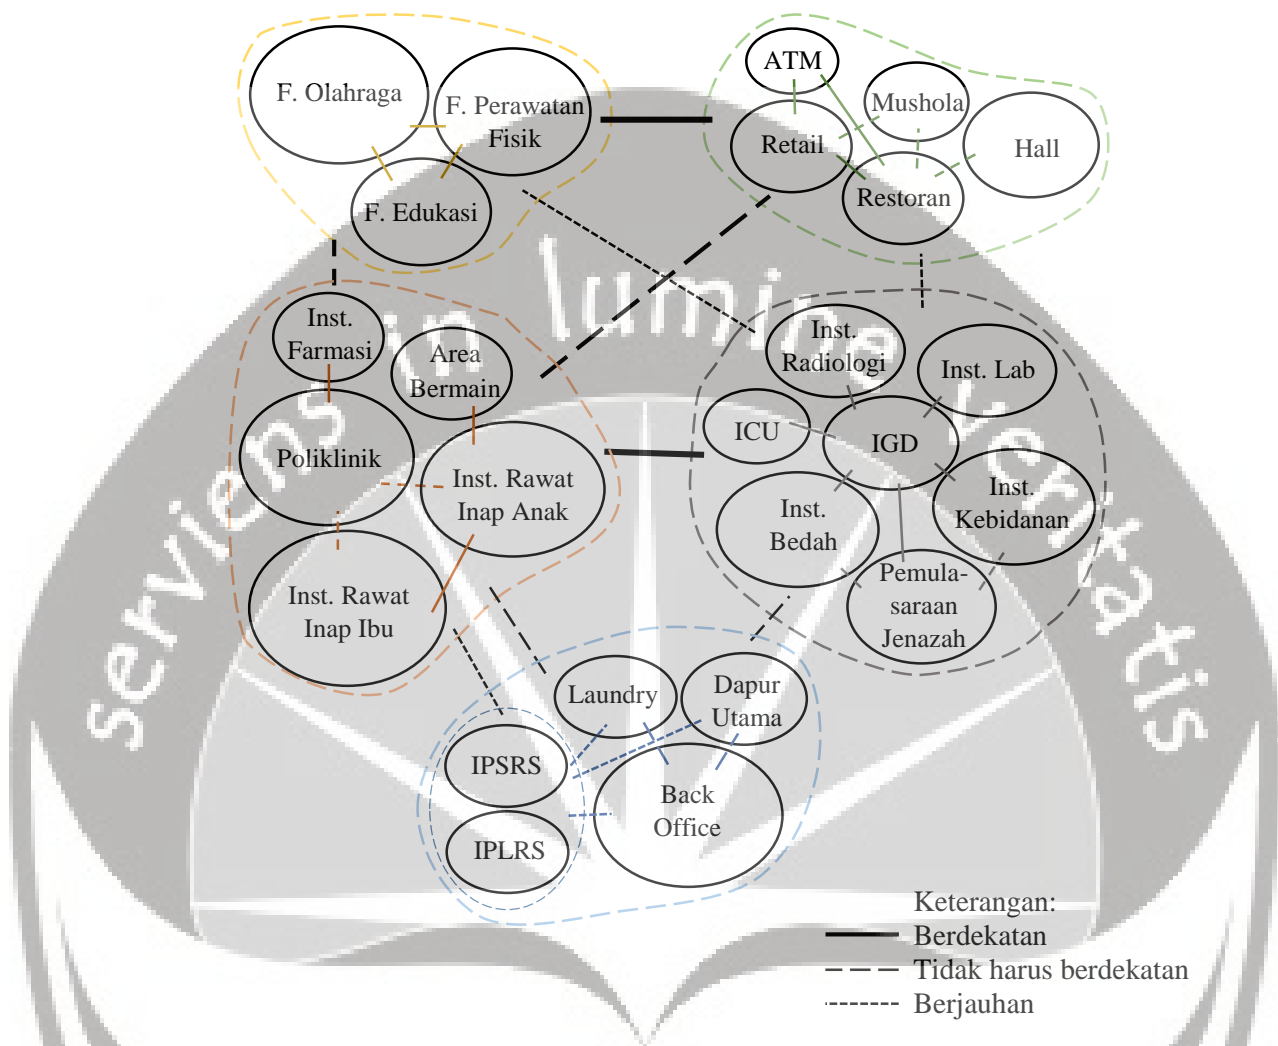 ATM
F. Olahraga
F. Perawatan
Fisik
Mushola
Retail
Hall
Restoran
F. Edukasi
serviens in lumine veritatis
Inst.
Farmasi
Area
Bermain
Inst.
Radiologi
Inst. Lab
ICU
IGD
Poliklinik
Inst. Rawat
Inap Anak
Inst.
Kebidanan
Inst.
Bedah
Inst. Rawat
Inap Ibu
Pemula-
saraan
Jenazah
Laundry
Dapur
Utama
IPSRS
Back
Office
IPLRS
Keterangan:
Berdekatan
Tidak harus berdekatan
Berjauhan